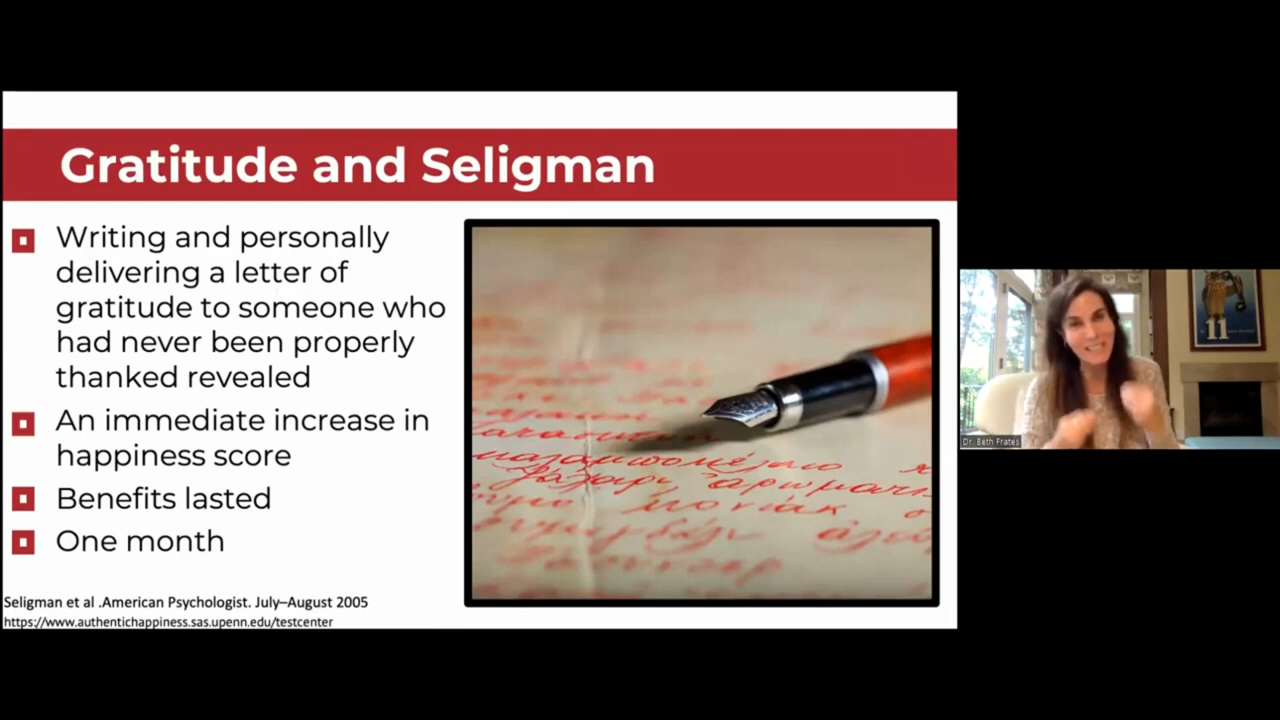 Gratitude and Seligman
Writing and personally
delivering a letter of
gratitude to someone who
had never been properly
thanked revealed
An immediate increase in
happiness score
Benefits lasted
One month
Seligman et al .American Psychologist. July–August 2005
https://www.authentichappiness.sas.upenn.edu/testcenter
11
Dr. Beth Frates